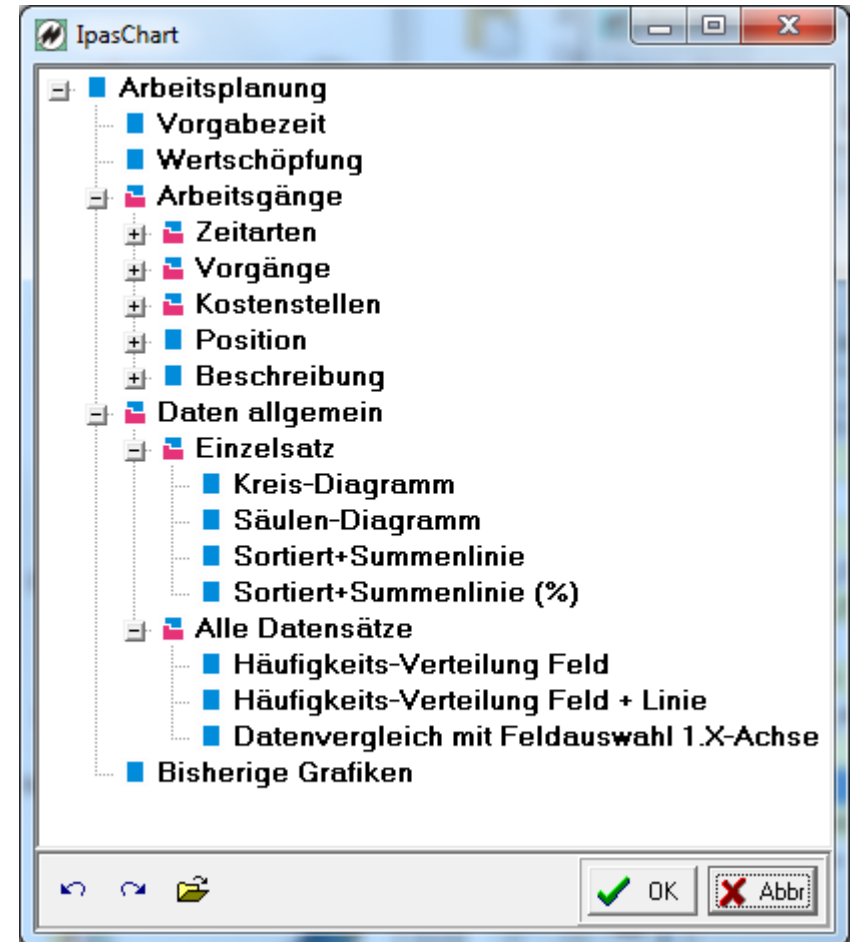 IpasChart
Arbeitsplanung
Vorgabezeit
Wertschöpfung
Arbeitsgänge
Zeitarten
Vorgänge
Kostenstellen
Position
Beschreibung
Daten allgemein
Einzelsatz
Kreis-Diagramm
Säulen-Diagramm
Sortiert+Summenlinie
Sortiert+Summenlinie (%)
Alle Datensätze
Häufigkeits-Verteilung Feld
Häufigkeits-Verteilung Feld + Linie
Datenvergleich mit Feldauswahl 1.X-Achse
Bisherige Grafiken
OK Abbr